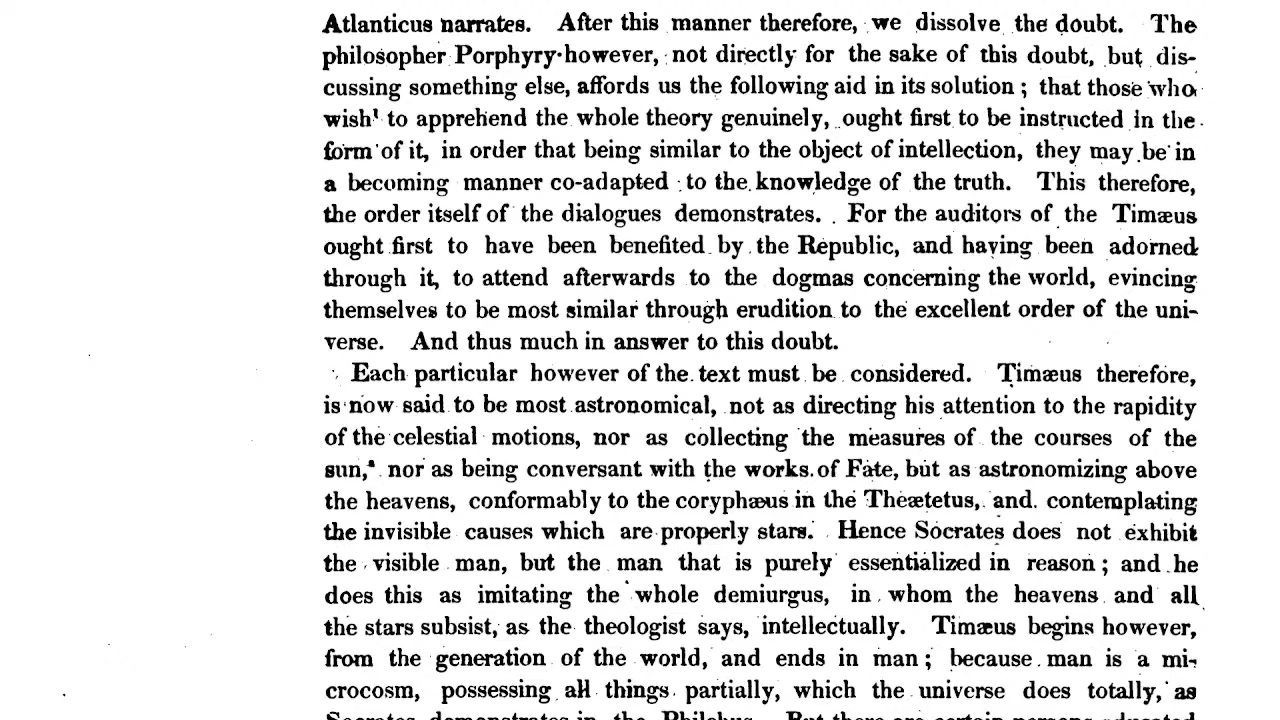 Atlanticus narrates. After this manner therefore, we dissolve the doubt. The
philosopher Porphyry however, not directly for the sake of this doubt, but dis-
cussing something else, affords us the following aid in its solution ; that those who
wish¹ to apprehend the whole theory genuinely, ought first to be instructed in the
form of it, in order that being similar to the object of intellection, they may be in
a becoming manner co-adapted to the knowledge of the truth. This therefore,
the order itself of the dialogues demonstrates. For the auditors of the Timæus
ought first to have been benefited by the Republic, and having been adorned
through it, to attend afterwards to the dogmas concerning the world, evincing
themselves to be most similar through erudition to the excellent order of the uni-
verse. And thus much in answer to this doubt.
Each particular however of the text must be considered. Timæus therefore,
is now said to be most astronomical, not as directing his attention to the rapidity
of the celestial motions, nor as collecting the measures of the courses of the
sun,² nor as being conversant with the works of Fate, but as astronomizing above
the heavens, conformably to the coryphæus in the Theætetus, and contemplating
the invisible causes which are properly stars. Hence Socrates does not exhibit
the visible man, but the man that is purely essentialized in reason ; and he
does this as imitating the whole demiurgus, in whom the heavens and all
the stars subsist, as the theologist says, intellectually. Timæus begins however,
from the generation of the world, and ends in man ; because man is a mi-
crocosm, possessing all things partially, which the universe does totally, as
Socrates demonstrates in the Philebus. But there are certain persons